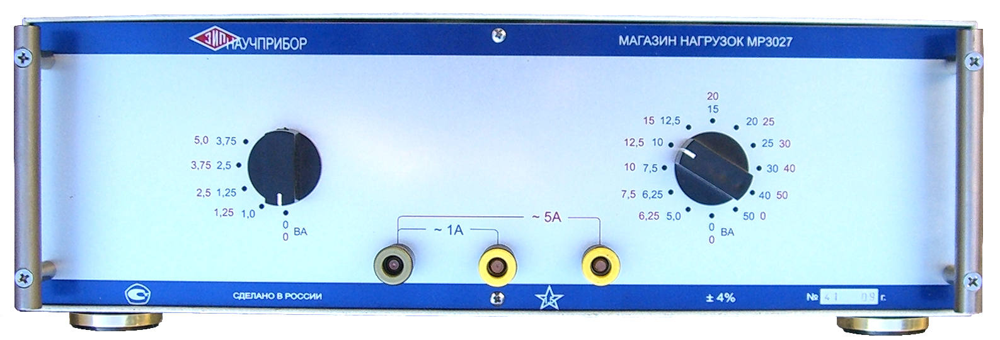 ЗИП НАУЧПРИБОР
МАГАЗИН НАГРУЗОК МР3027
5,0 3,75
3,75 2,5
2,5 1,25
1,25 1,0
0
0
ВА
20
15
15 12,5
20 25
12,5 10
25 30
10 7,5
30 40
7,5 6,25
40 50
6,25 5,0
50 0
0
0
ВА
~ 5А
~ 1А
СДЕЛАНО В РОССИИ
1,5
± 4%
№ 41 09 г.